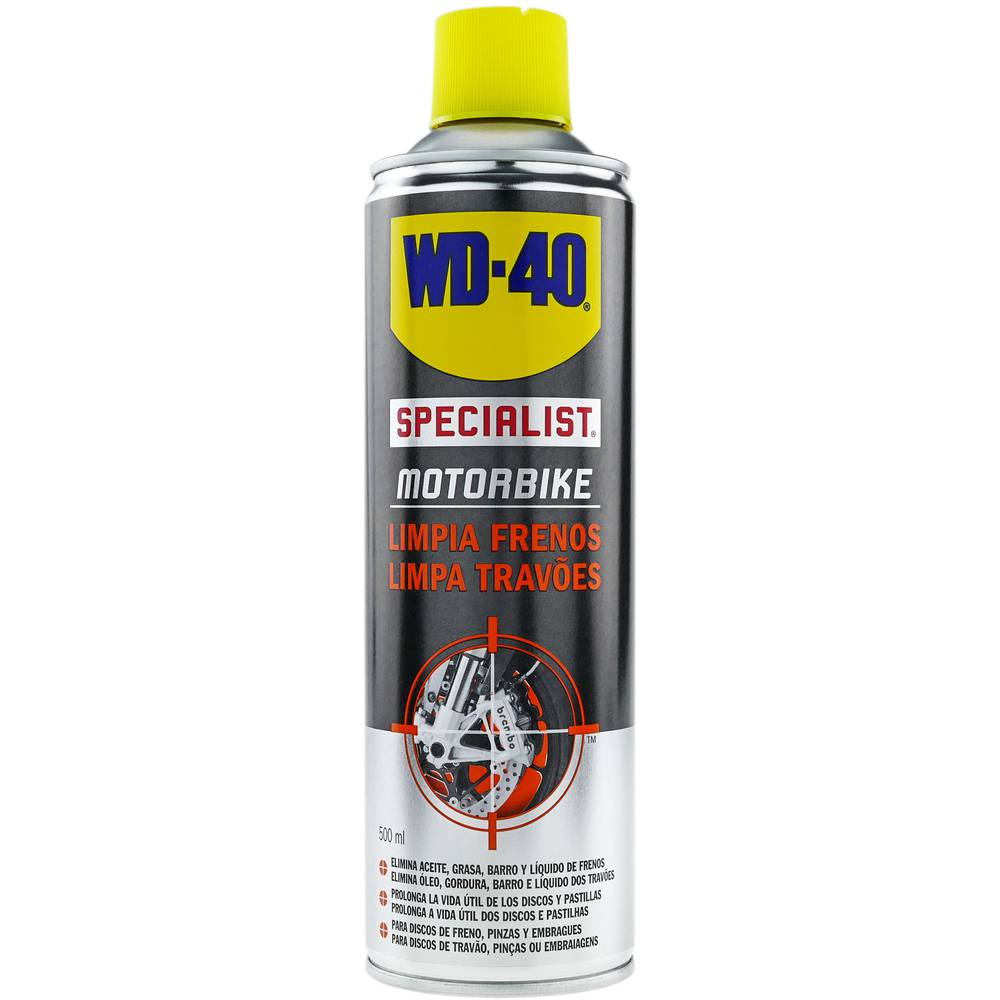 WD-40®
SPECIALIST®
MOTORBIKE
LIMPIA FRENOS
LIMPA TRAVÕES
brembo
TM
500 ml
ELIMINA ACEITE, GRASA, BARRO Y LÍQUIDO DE FRENOS
ELIMINA ÓLEO, GORDURA, BARRO E LÍQUIDO DOS TRAVÕES
PROLONGA LA VIDA ÚTIL DE LOS DISCOS Y PASTILLAS
PROLONGA A VIDA ÚTIL DOS DISCOS E PASTILHAS
PARA DISCOS DE FRENO, PINZAS Y EMBRAGUES
PARA DISCOS DE TRAVÃO, PINÇAS OU EMBRAIAGENS